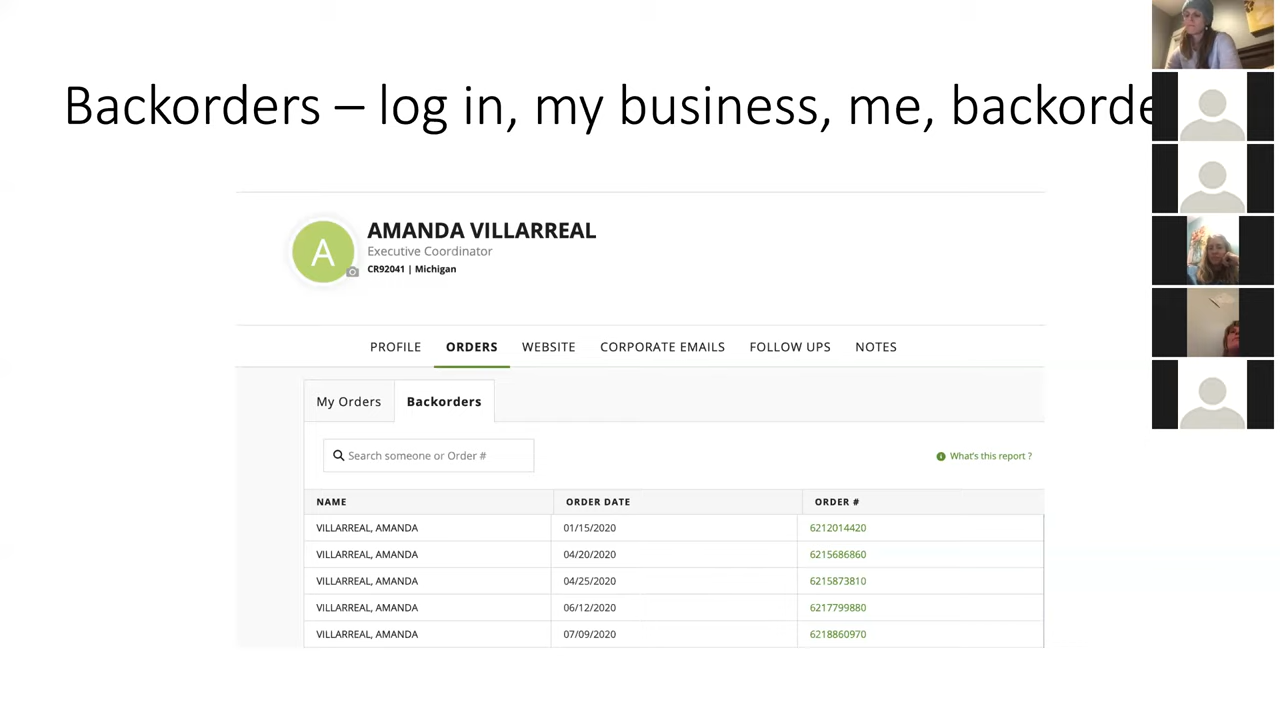 Backorders – log in, my business, me, backorde
A
AMANDA VILLARREAL
Executive Coordinator
CR92041 | Michigan
PROFILE ORDERS WEBSITE CORPORATE EMAILS FOLLOW UPS NOTES
My Orders Backorders
Search someone or Order #
What's this report ?
NAME ORDER DATE ORDER #
VILLARREAL, AMANDA 01/15/2020 6212014420
VILLARREAL, AMANDA 04/20/2020 6215686860
VILLARREAL, AMANDA 04/25/2020 6215873810
VILLARREAL, AMANDA 06/12/2020 6217799880
VILLARREAL, AMANDA 07/09/2020 6218860970